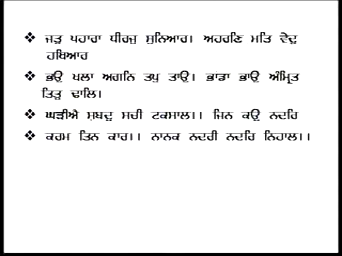 ❖ ਜਤੁ ਪਹਾਰਾ ਧੀਰਜੁ ਸੁਨਿਆਰ। ਅਹਰਣਿ ਮਤਿ ਵੇਦੁ
ਹਥਿਆਰ
❖ ਭਉ ਖਲਾ ਅਗਨਿ ਤਪੁ ਤਾਉ। ਭਾਡਾ ਭਾਉ ਅੰਮ੍ਰਿਤ
ਤਿਤੁ ਢਾਲਿ।
❖ ਘੜੀਐ ਸਬਦੁ ਸਚੀ ਟਕਸਾਲ।। ਜਿਨ ਕਉ ਨਦਰਿ
❖ ਕਰਮ ਤਿਨ ਕਾਰ।। ਨਾਨਕ ਨਦਰੀ ਨਦਰਿ ਨਿਹਾਲ।।